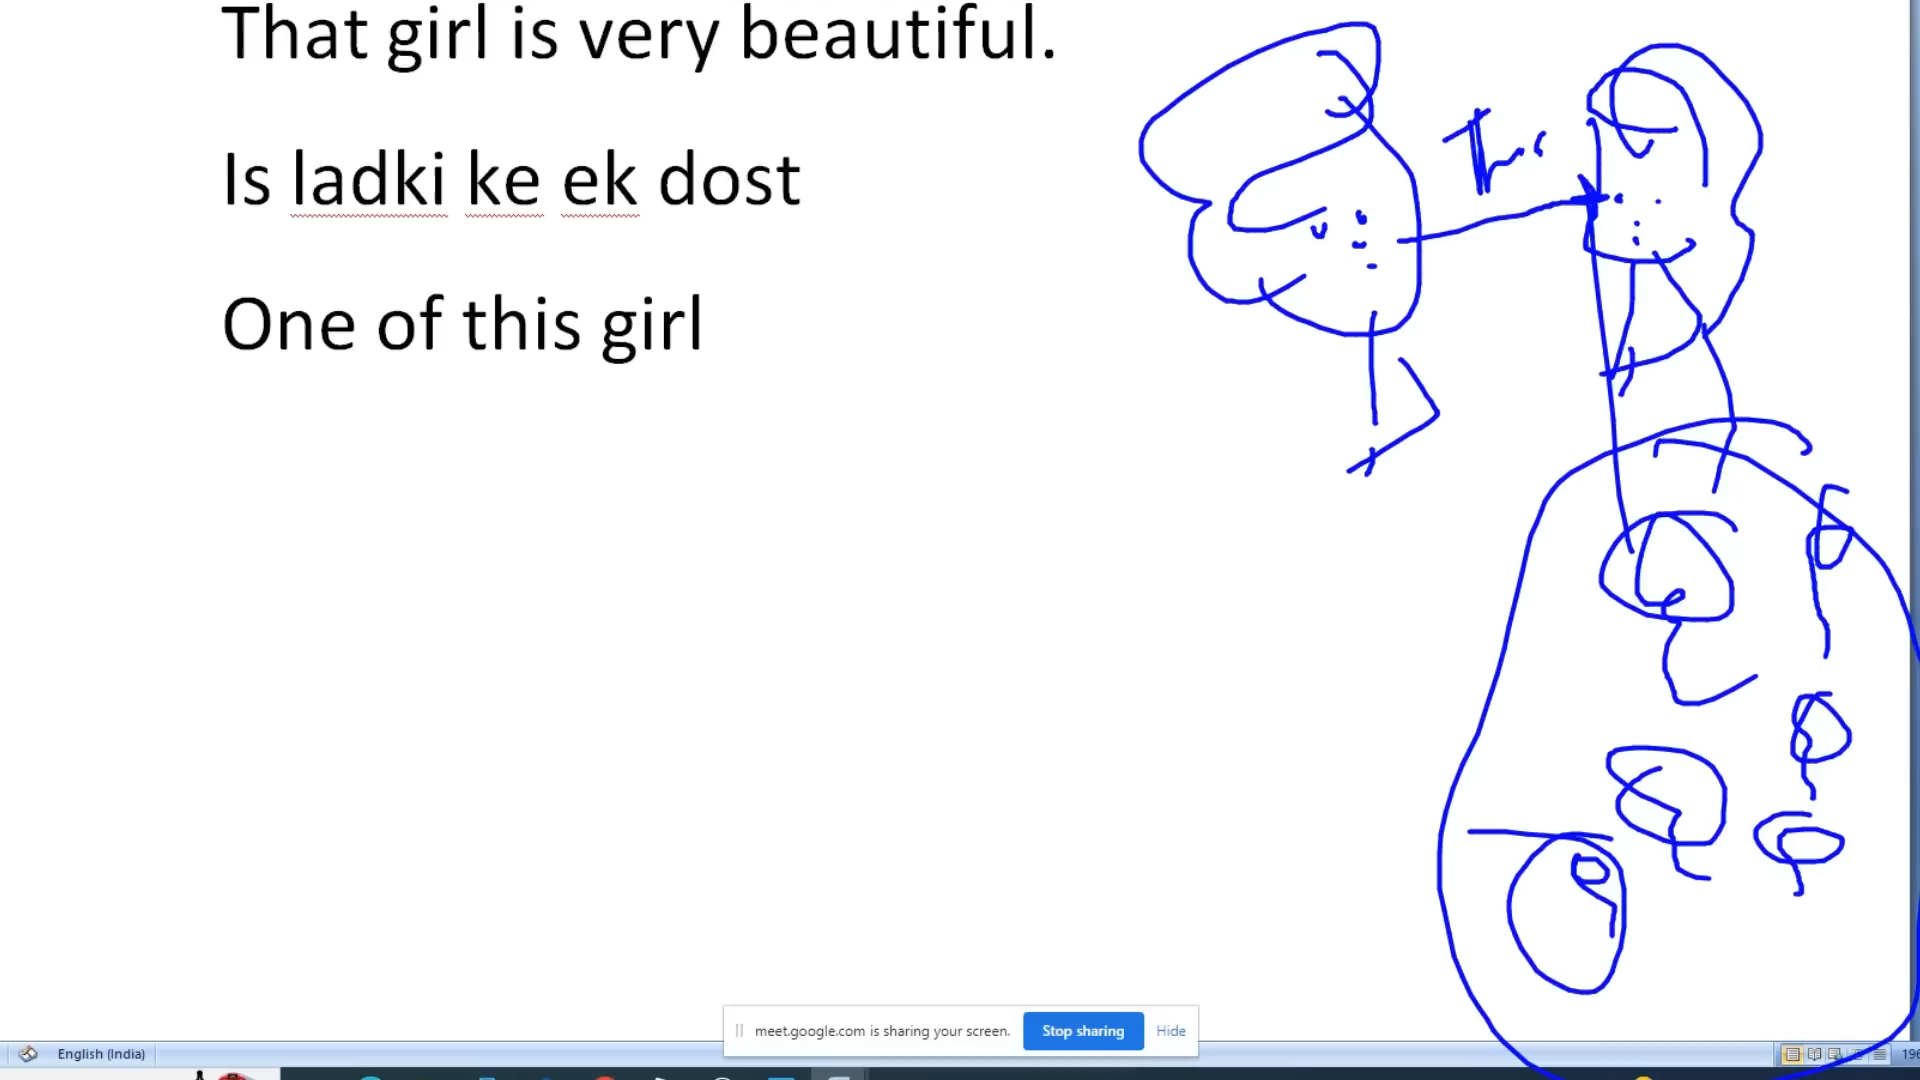 That girl is very beautiful.
Is ladki ke ek dost
One of this girl
meet.google.com is sharing your screen. Stop sharing Hide
English (India)